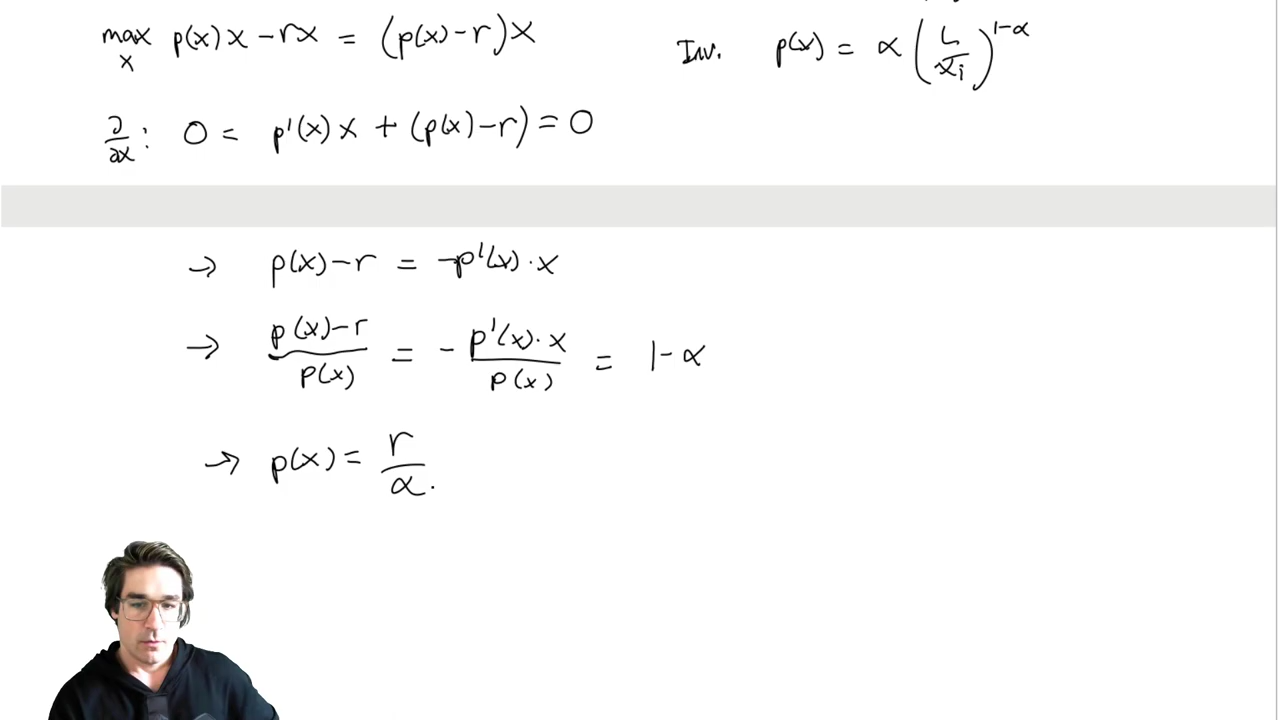 max p(x)x − rx = (p(x) − r)x
x
Inv. p(x) = α (L/xᵢ)^(1−α)
∂/∂x : 0 = p'(x)x + (p(x) − r) = 0
→ p(x) − r = −p'(x)·x
→ (p(x) − r)/p(x) = − (p'(x)·x)/p(x) = 1 − α
→ p(x) = r/α.